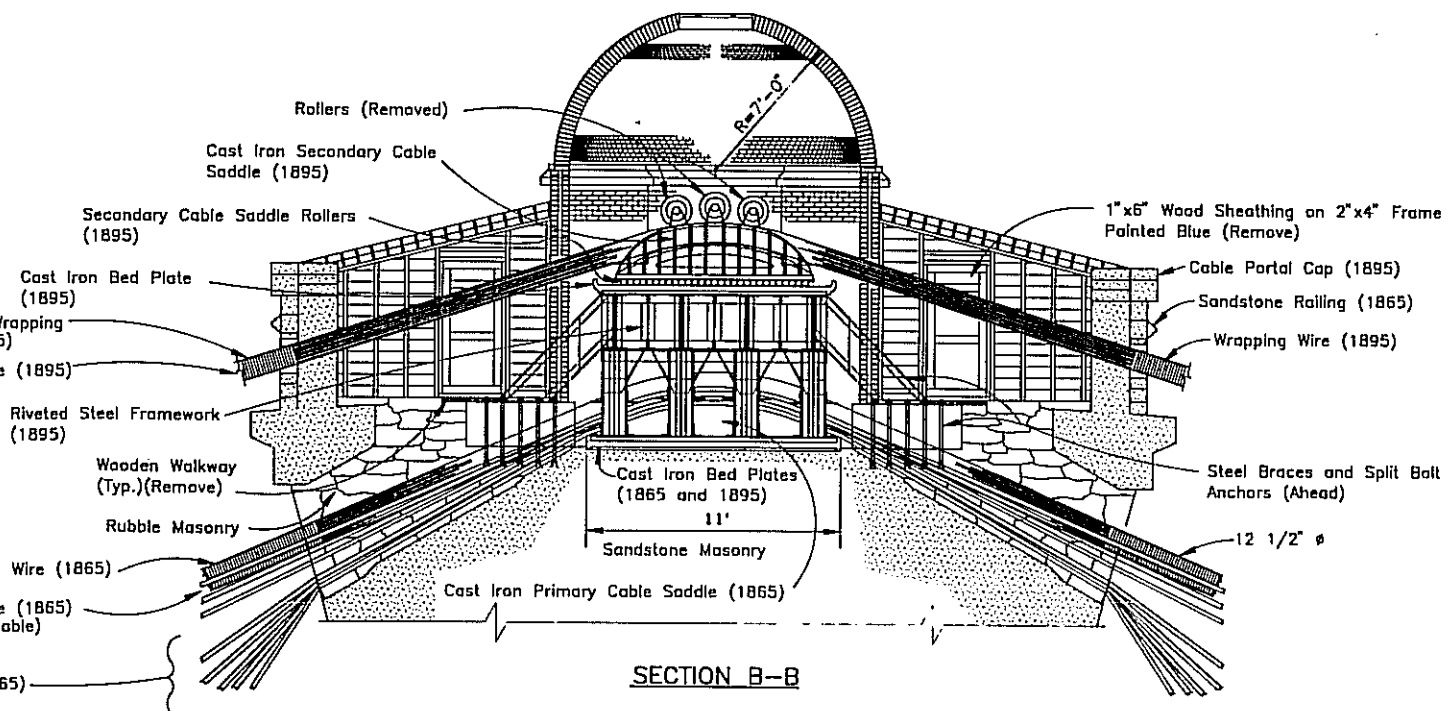 R=7'-0"
Rollers (Removed)
Cast Iron Secondary Cable
Saddle (1895)
Secondary Cable Saddle Rollers
(1895)
Cast Iron Bed Plate
(1895)
Wrapping
(1895)
Riveted Steel Framework
(1895)
Wooden Walkway
(Typ.)(Remove)
Rubble Masonry
Wire (1865)
(1865)
1"x6" Wood Sheathing on 2"x4" Frame
Painted Blue (Remove)
Cable Portal Cap (1895)
Sandstone Railing (1865)
Wrapping Wire (1895)
Steel Braces and Split Bolt
Anchors (Ahead)
12 1/2" ø
Cast Iron Bed Plates
(1865 and 1895)
11'
Sandstone Masonry
Cast Iron Primary Cable Saddle (1865)
SECTION B-B